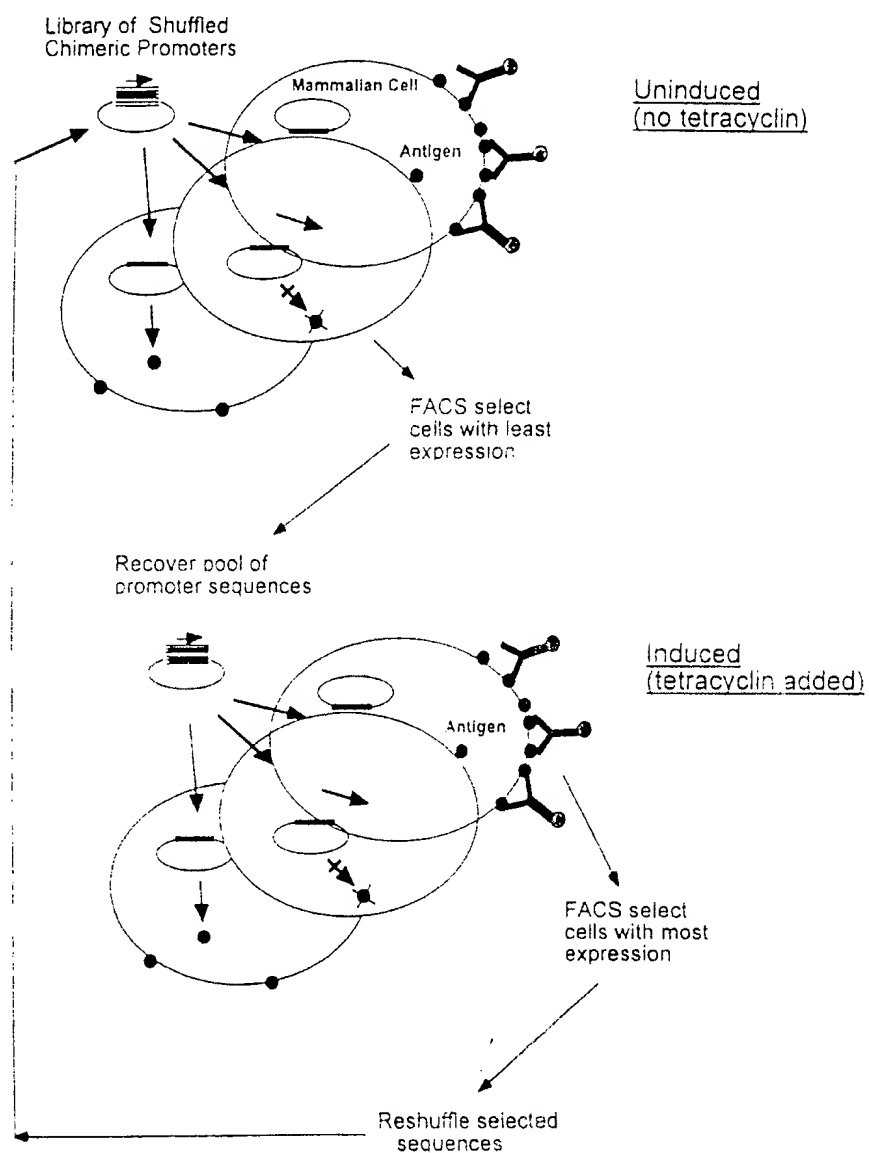 Library of Shuffled
Chimeric Promoters
Mammalian Cell
Uninduced
(no tetracyclin)
Antigen
FACS select
cells with least
expression
Recover pool of
promoter sequences
Induced
(tetracyclin added)
Antigen
FACS select
cells with most
expression
Reshuffle selected
sequences